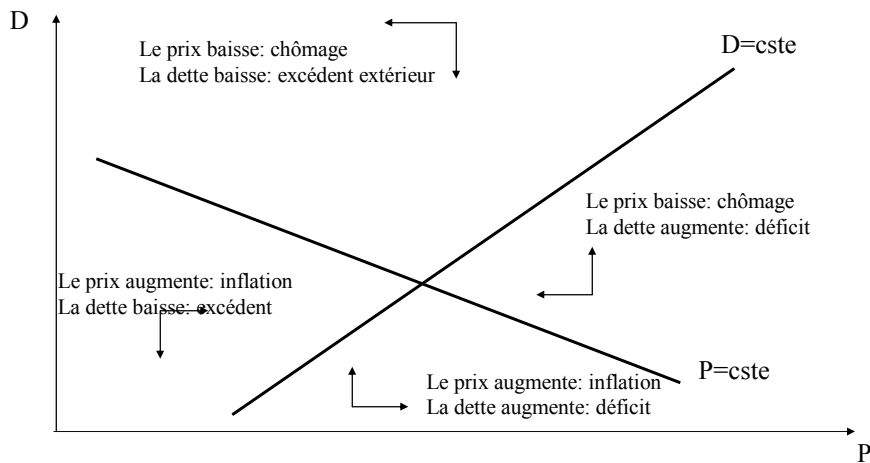 D
Le prix baisse: chômage
La dette baisse: excédent extérieur
D=cste
Le prix baisse: chômage
La dette augmente: déficit
Le prix augmente: inflation
La dette baisse: excédent
Le prix augmente: inflation
La dette augmente: déficit
P=cste
P